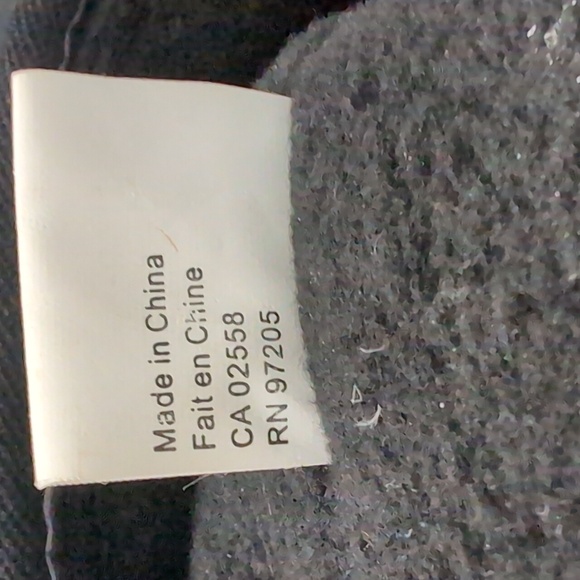 Made in China
Fait en Chine
CA 02558
RN 97205